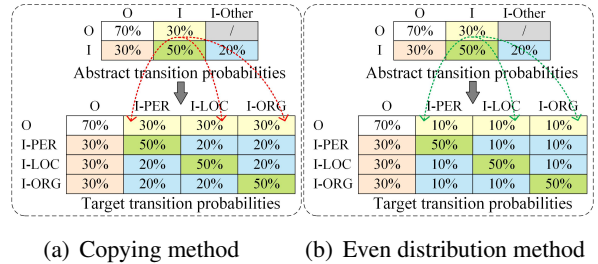 O I I-Other
O 70% 30% /
I 30% 50% 20%
Abstract transition probabilities
O I-PER I-LOC I-ORG
O 70% 30% 30% 30%
I-PER 30% 50% 20% 20%
I-LOC 30% 20% 50% 20%
I-ORG 30% 20% 20% 50%
Target transition probabilities
(a) Copying method
O I I-Other
O 70% 30% /
I 30% 50% 20%
Abstract transition probabilities
O I-PER I-LOC I-ORG
O 70% 10% 10% 10%
I-PER 30% 50% 10% 10%
I-LOC 30% 10% 50% 10%
I-ORG 30% 10% 10% 50%
Target transition probabilities
(b) Even distribution method